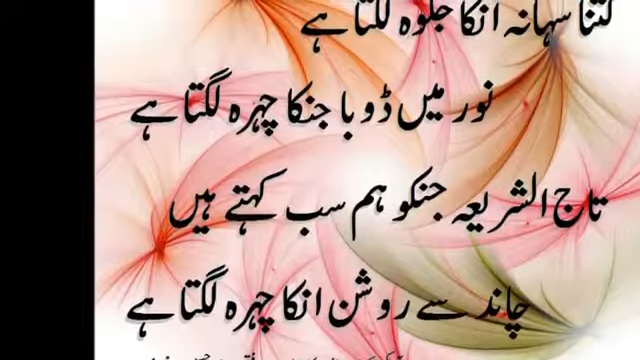 کتنا سہانہ انکا جلوہ لگتا ہے
نور میں ڈوبا جنکا چہرہ لگتا ہے
تاج الشریعہ جنکو ہم سب کہتے ہیں
چاند سے روشن انکا چہرہ لگتا ہے